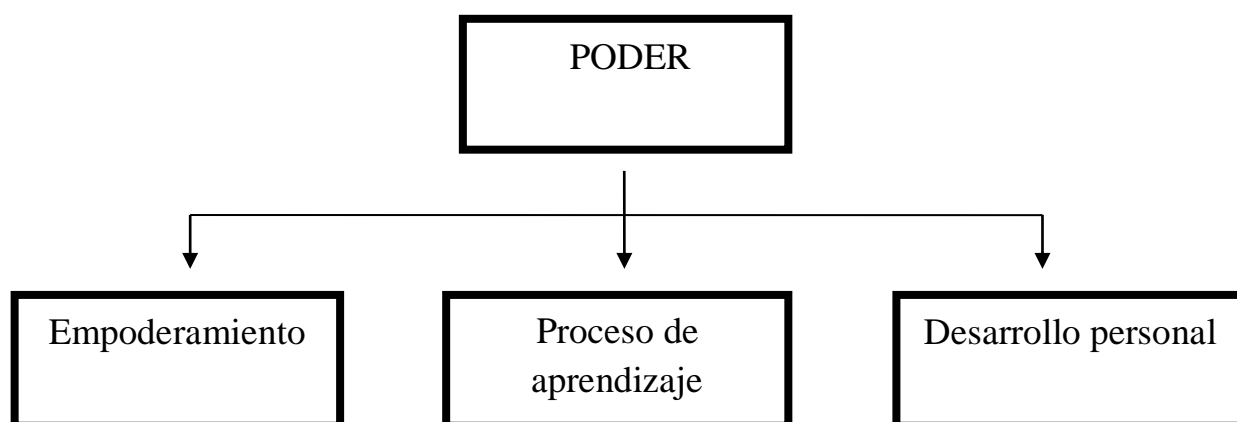 PODER
Empoderamiento
Proceso de
aprendizaje
Desarrollo personal